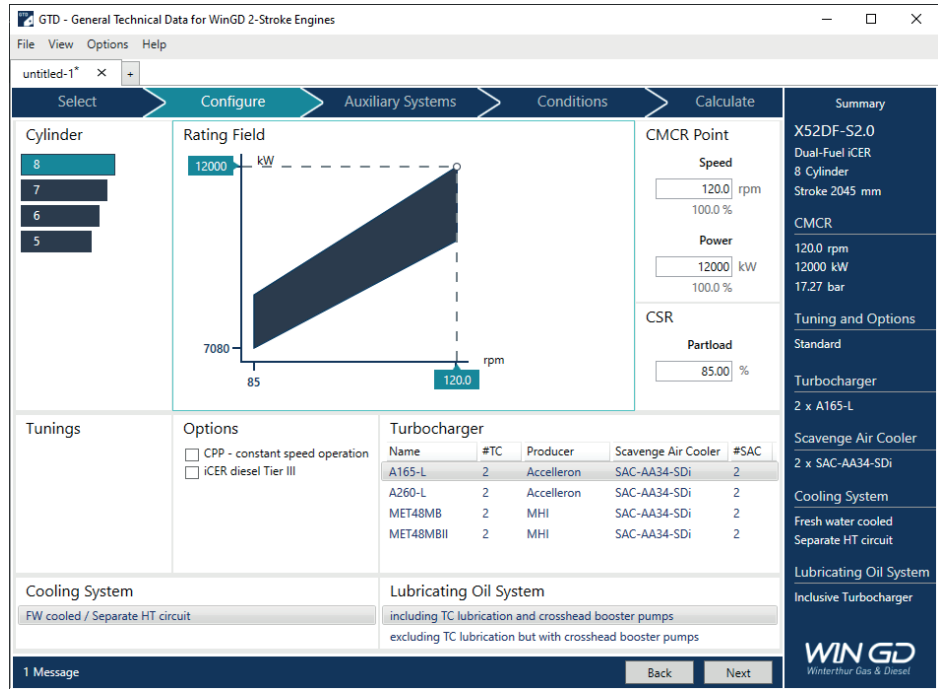 GTD - General Technical Data for WinGD 2-Stroke Engines
File View Options Help
untitled-1* × +
Select Configure Auxiliary Systems Conditions Calculate
Cylinder
8
7
6
5
Rating Field
12000
kW
7080
85
120.0
rpm
CMCR Point
Speed
120.0 rpm
100.0 %
Power
12000 kW
100.0 %
CSR
Partload
85.00 %
Tunings
Options
CPP - constant speed operation
iCER diesel Tier III
Turbocharger
Name #TC Producer Scavenge Air Cooler #SAC
A165-L 2 Accelleron SAC-AA34-SDi 2
A260-L 2 Accelleron SAC-AA34-SDi 2
MET48MB 2 MHI SAC-AA34-SDi 2
MET48MBII 2 MHI SAC-AA34-SDi 2
Cooling System
FW cooled / Separate HT circuit
Lubricating Oil System
including TC lubrication and crosshead booster pumps
excluding TC lubrication but with crosshead booster pumps
1 Message
Back Next
Summary
X52DF-S2.0
Dual-Fuel iCER
8 Cylinder
Stroke 2045 mm
CMCR
120.0 rpm
12000 kW
17.27 bar
Tuning and Options
Standard
Turbocharger
2 x A165-L
Scavenge Air Cooler
2 x SAC-AA34-SDi
Cooling System
Fresh water cooled
Separate HT circuit
Lubricating Oil System
Inclusive Turbocharger
WIN GD
Winterthur Gas & Diesel